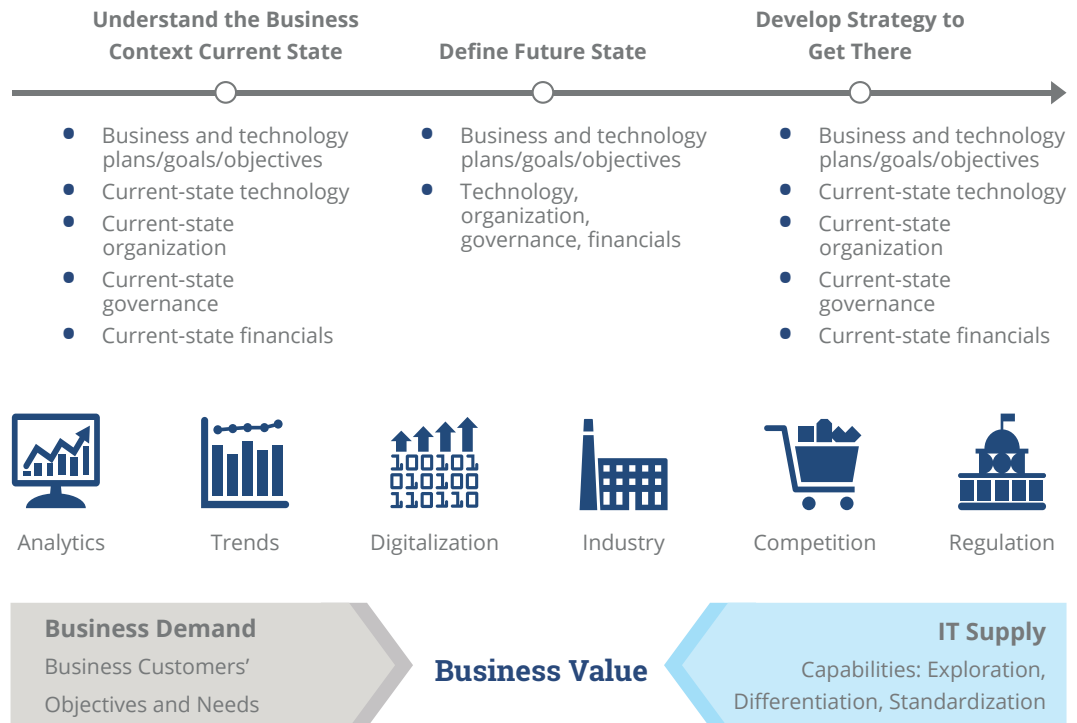 Understand the Business
Context Current State
Define Future State
Develop Strategy to
Get There
Business and technology
plans/goals/objectives
Current-state technology
Current-state
organization
Current-state
governance
Current-state financials
Business and technology
plans/goals/objectives
Technology,
organization,
governance, financials
Business and technology
plans/goals/objectives
Current-state technology
Current-state
organization
Current-state
governance
Current-state financials
100101
010100
110110
Analytics
Trends
Digitalization
Industry
Competition
Regulation
Business Demand
Business Customers’
Objectives and Needs
Business Value
IT Supply
Capabilities: Exploration,
Differentiation, Standardization